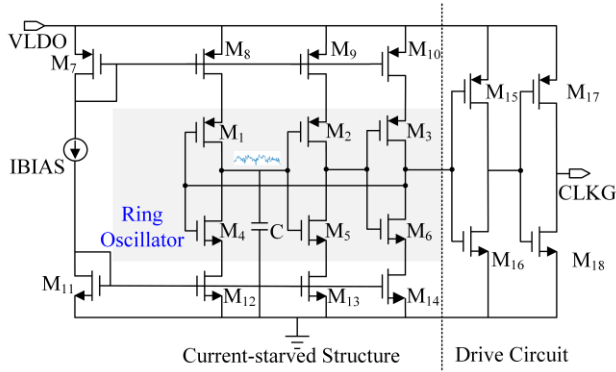 VLDO
M7
M8
M9
M10
M1
M2
M3
M15
M17
IBIAS
CLKG
Ring
Oscillator
M4
C
M5
M6
M16
M18
M11
M12
M13
M14
Current-starved Structure
Drive Circuit